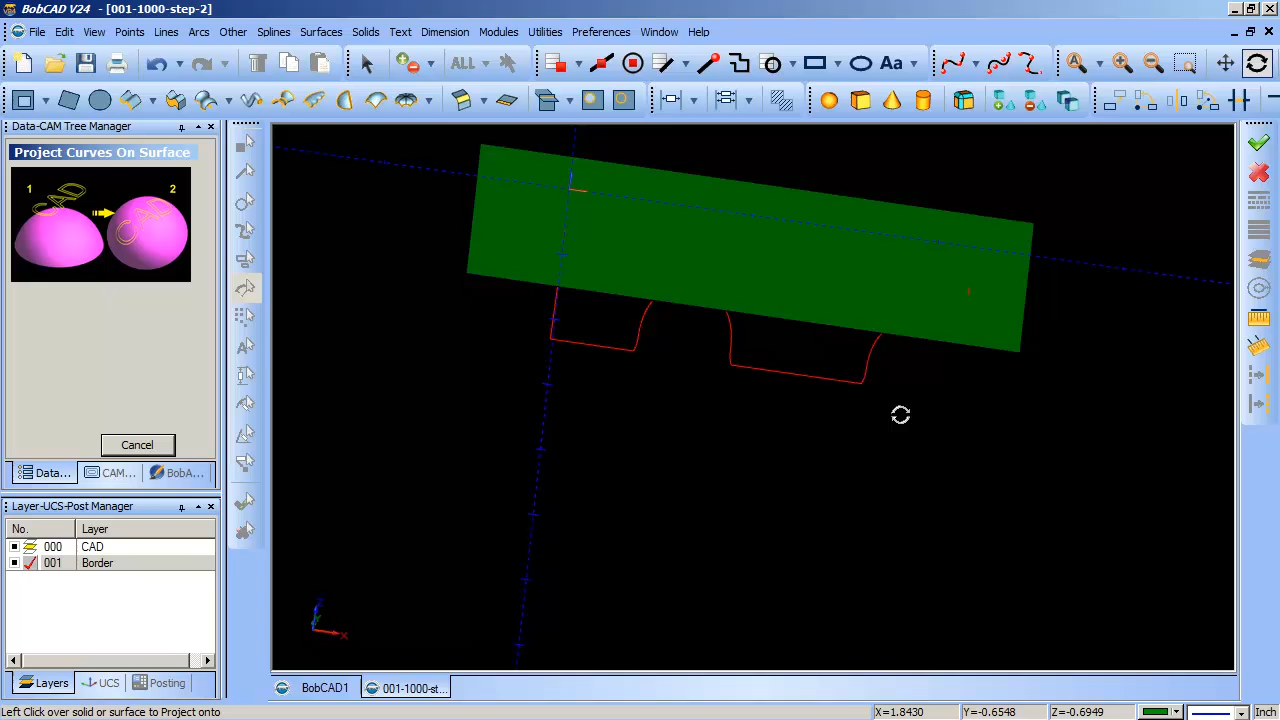 BobCAD V24 - [001-1000-step-2]
File Edit View Points Lines Arcs Other Splines Surfaces Solids Text Dimension Modules Utilities Preferences Window Help
ALL
Aa
Data-CAM Tree Manager
Project Curves On Surface
1
2
CAD
CAD
Cancel
Data... CAM... BobA...
Layer-UCS-Post Manager
No. Layer
000 CAD
001 Border
Layers UCS Posting
Z
Y
X
BobCAD1 001-1000-st...
Left Click over solid or surface to Project onto
X=1.8430 Y=-0.6548 Z=-0.6949 Inch